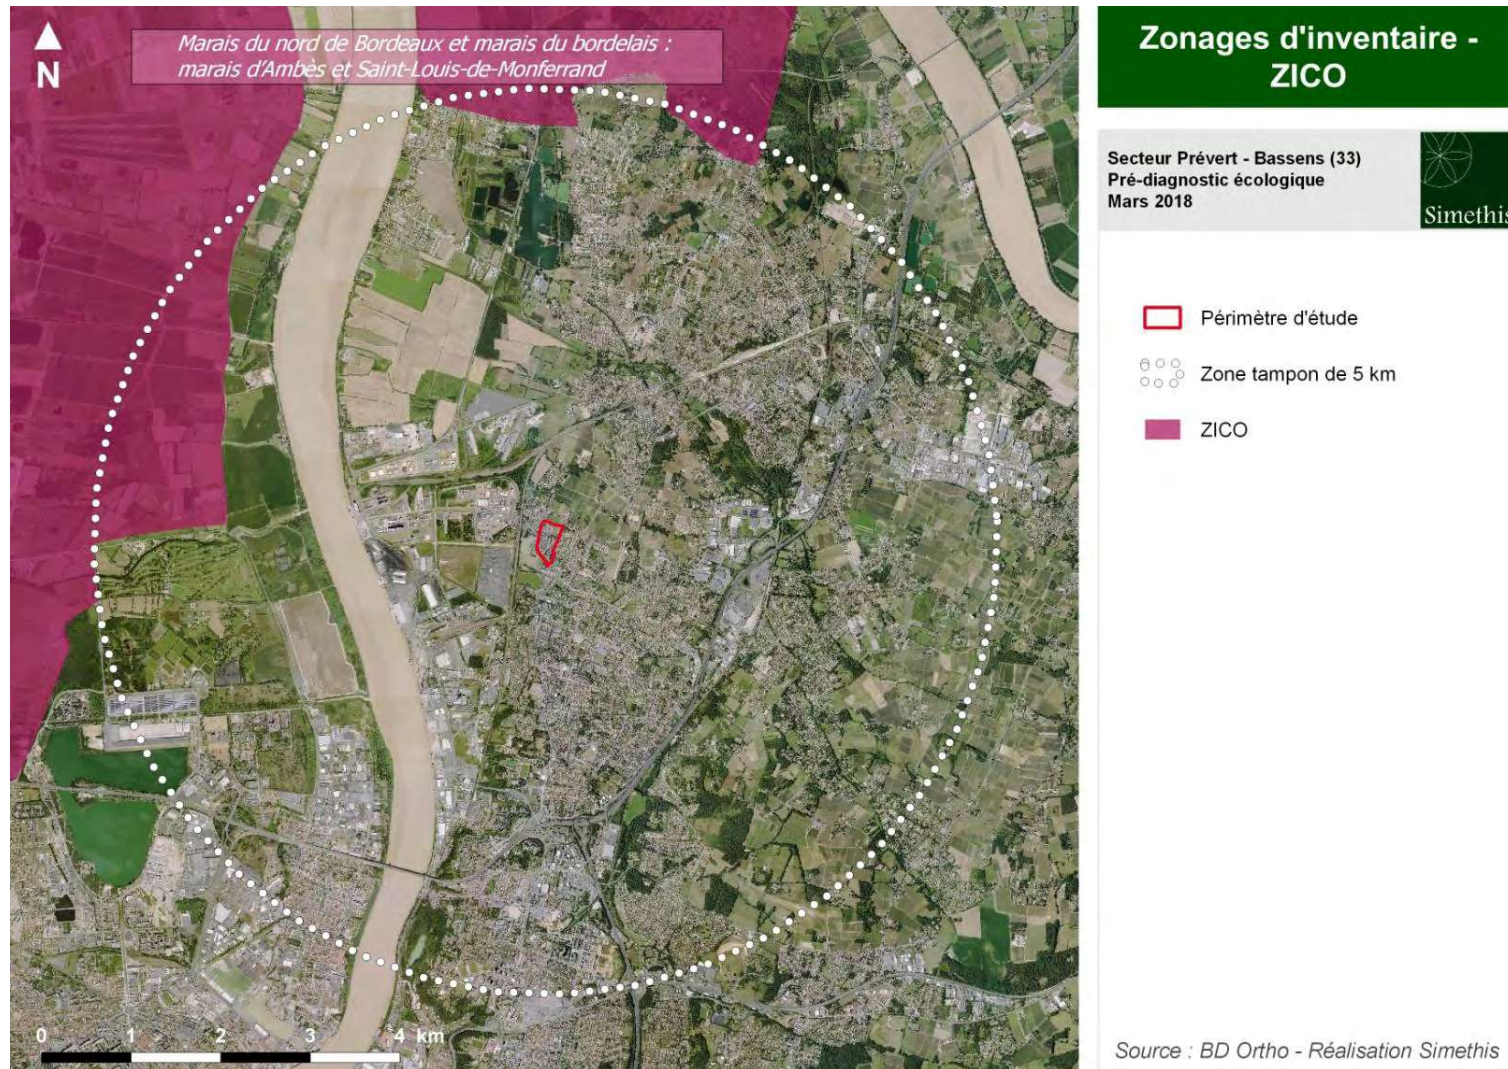 Marais du nord de Bordeaux et marais du bordelais :
marais d'Ambès et Saint-Louis-de-Monferrand
N
Zonages d'inventaire -
ZICO
Secteur Prévert - Bassens (33)
Pré-diagnostic écologique
Mars 2018
Simethis
Périmètre d'étude
Zone tampon de 5 km
ZICO
0 1 2 3 4 km
Source : BD Ortho - Réalisation Simethis